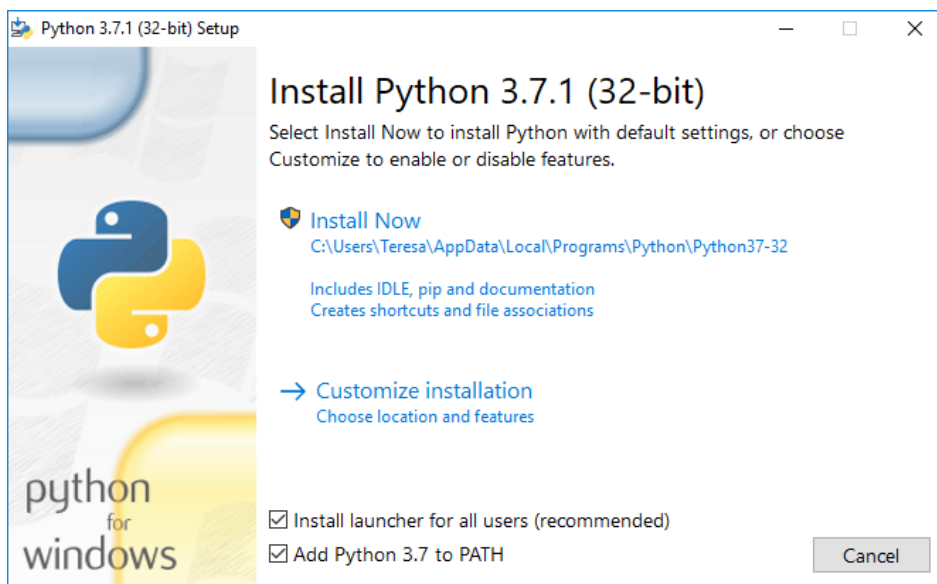 Python 3.7.1 (32-bit) Setup
Install Python 3.7.1 (32-bit)
Select Install Now to install Python with default settings, or choose
Customize to enable or disable features.
Install Now
C:\Users\Teresa\AppData\Local\Programs\Python\Python37-32
Includes IDLE, pip and documentation
Creates shortcuts and file associations
Customize installation
Choose location and features
python
for
windows
Install launcher for all users (recommended)
Add Python 3.7 to PATH
Cancel